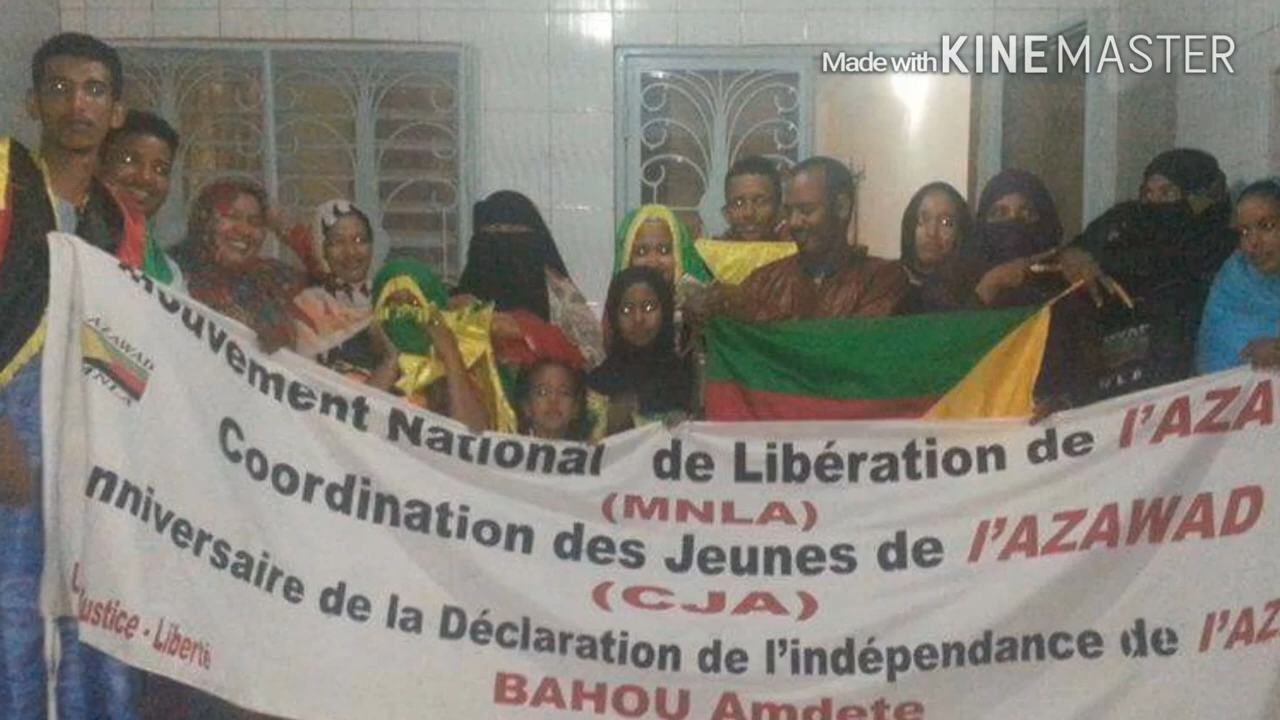 Made with KINEMASTER
AZAWAD
MNLA
Mouvement National de Libération de l'AZA
(MNLA)
Coordination des Jeunes de l'AZAWAD
(CJA)
nniversaire de la Déclaration de l'indépendance de l'AZ
Justice - Liberté
BAHOU Amdete